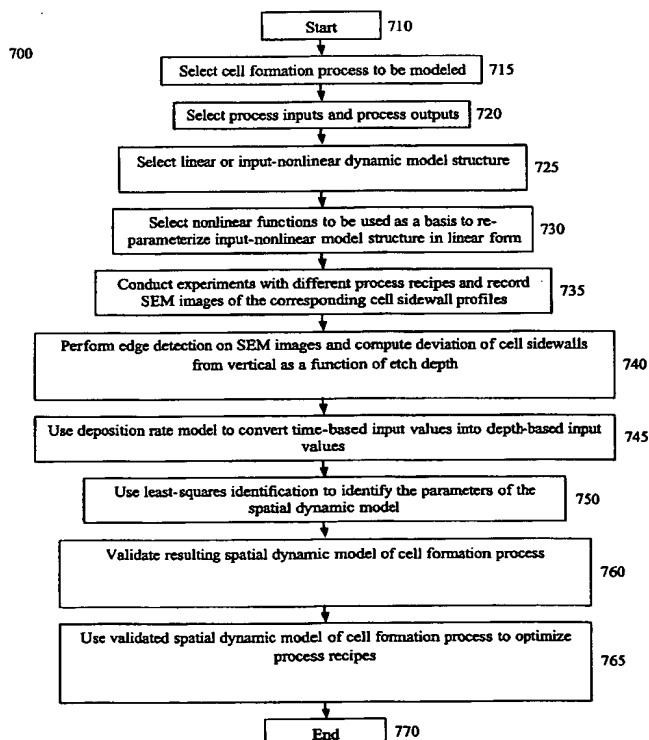 700
Start 710
Select cell formation process to be modeled 715
Select process inputs and process outputs 720
Select linear or input-nonlinear dynamic model structure 725
Select nonlinear functions to be used as a basis to re-
parameterize input-nonlinear model structure in linear form 730
Conduct experiments with different process recipes and record
SEM images of the corresponding cell sidewall profiles 735
Perform edge detection on SEM images and compute deviation of cell sidewalls
from vertical as a function of etch depth 740
Use deposition rate model to convert time-based input values into depth-based input
values 745
Use least-squares identification to identify the parameters of the
spatial dynamic model 750
Validate resulting spatial dynamic model of cell formation process 760
Use validated spatial dynamic model of cell formation process to optimize
process recipes 765
End 770